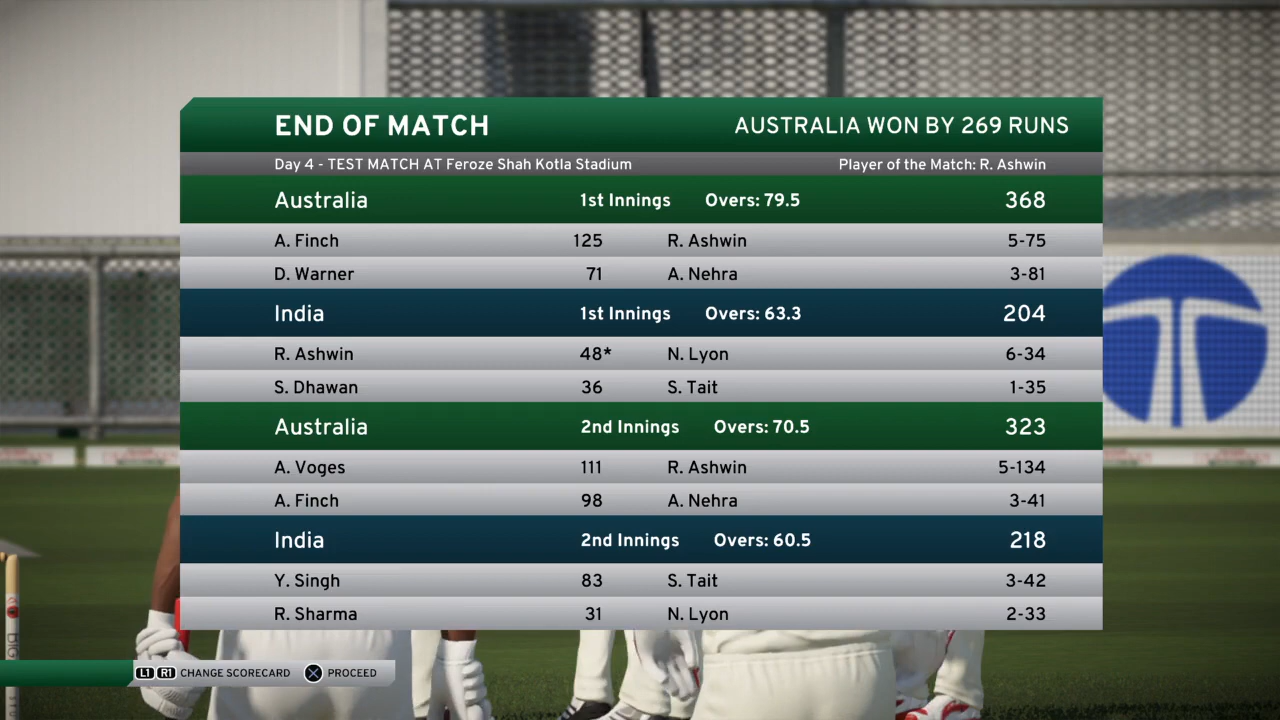 END OF MATCH AUSTRALIA WON BY 269 RUNS
Day 4 - TEST MATCH AT Feroze Shah Kotla Stadium Player of the Match: R. Ashwin
Australia 1st Innings Overs: 79.5 368
A. Finch 125 R. Ashwin 5-75
D. Warner 71 A. Nehra 3-81
India 1st Innings Overs: 63.3 204
R. Ashwin 48* N. Lyon 6-34
S. Dhawan 36 S. Tait 1-35
Australia 2nd Innings Overs: 70.5 323
A. Voges 111 R. Ashwin 5-134
A. Finch 98 A. Nehra 3-41
India 2nd Innings Overs: 60.5 218
Y. Singh 83 S. Tait 3-42
R. Sharma 31 N. Lyon 2-33
L1 R1 CHANGE SCORECARD PROCEED